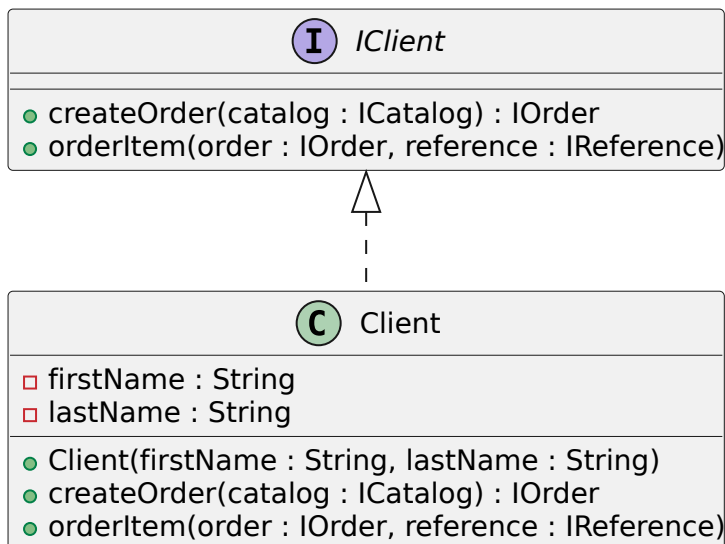 I IClient
createOrder(catalog : ICatalog) : IOrder
orderItem(order : IOrder, reference : IReference)
C Client
firstName : String
lastName : String
Client(firstName : String, lastName : String)
createOrder(catalog : ICatalog) : IOrder
orderItem(order : IOrder, reference : IReference)